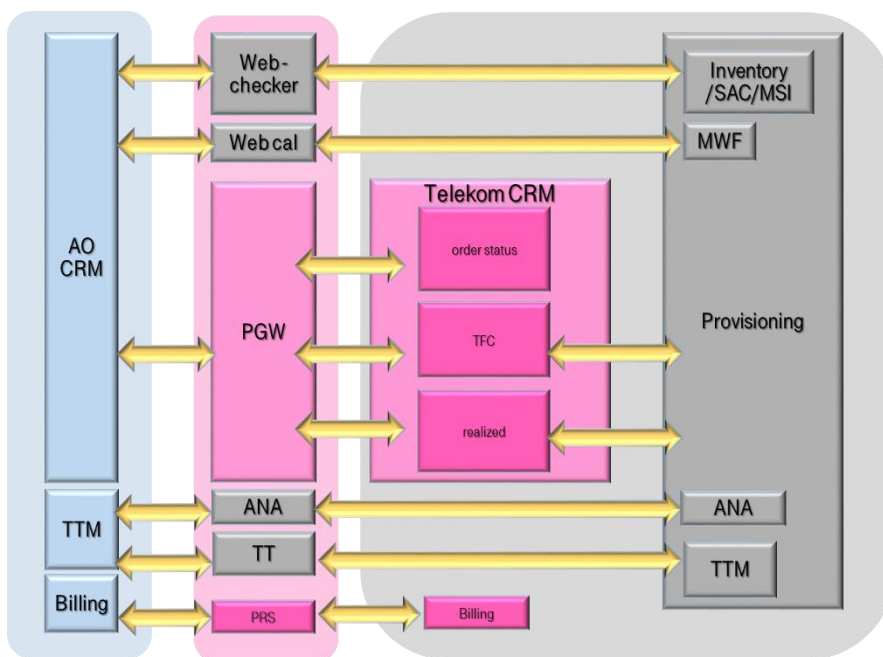 Web-
checker
Inventory
/SAC/MSI
Web cal
MWF
Telekom CRM
order status
AO
CRM
PGW
TFC
Provisioning
realized
ANA
ANA
TTM
TT
TTM
Billing
PRS
Billing